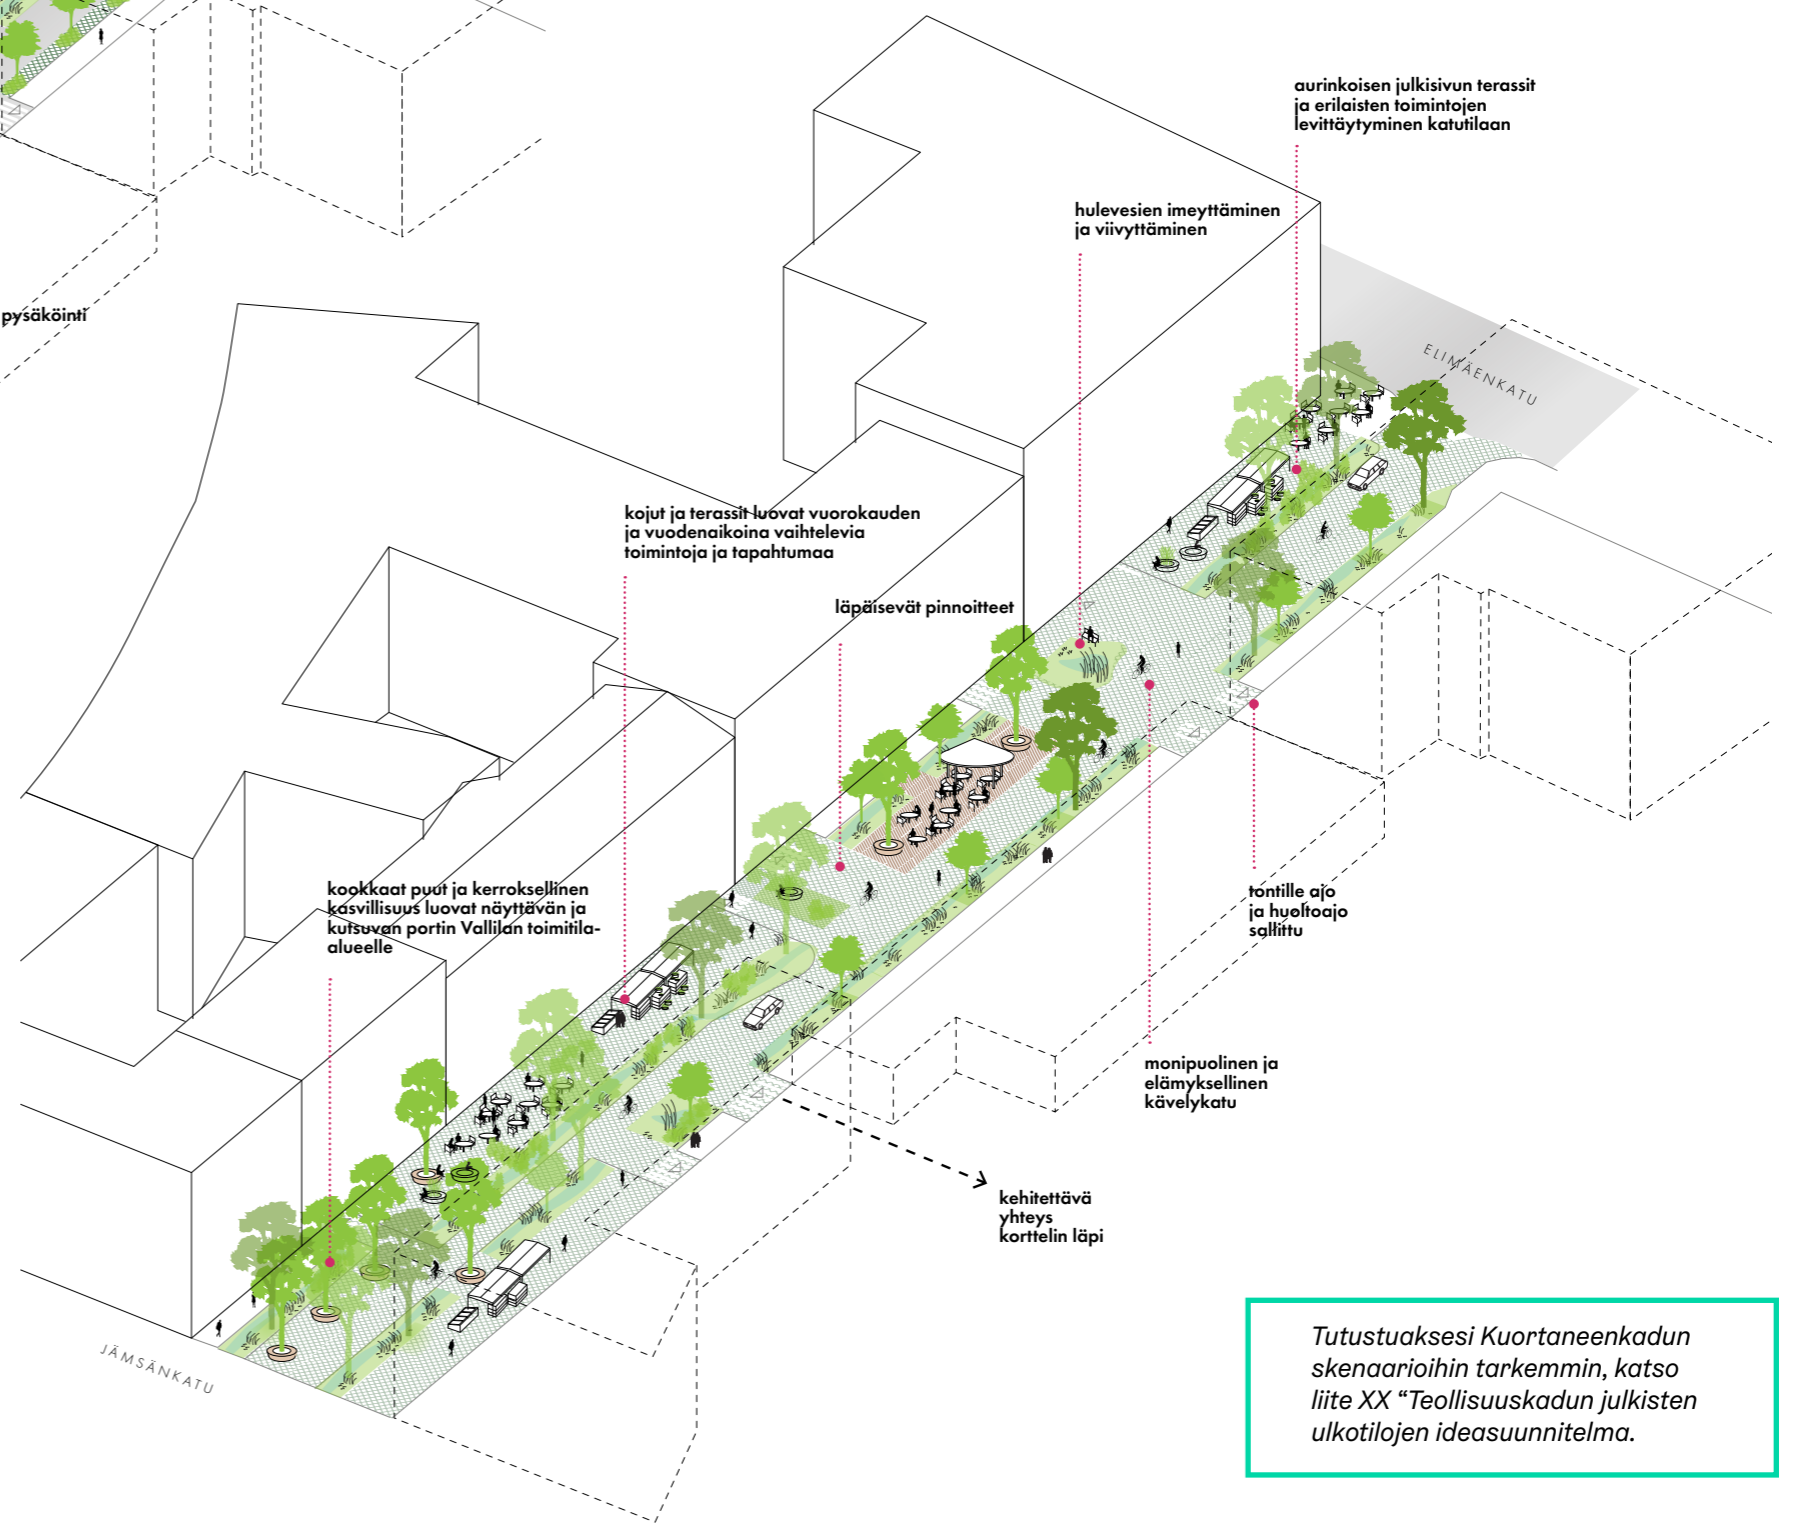 aurinkoisen julkisivun terassit
ja erilaisten toimintojen
levittäytyminen katutilaan
hulevesien imeyttäminen
ja viivyttäminen
pysäköinti
ELIMÄENKATU
kojut ja terassit luovat vuorokauden
ja vuodenaikoina vaihtelevia
toimintoja ja tapahtumaa
läpäisevät pinnoitteet
kookkaat puut ja kerroksellinen
kasvillisuus luovat näyttävän ja
kutsuvan portin Vallilan toimitila-
alueelle
tontille ajo
ja huoltoajo
sallittu
monipuolinen ja
elämyksellinen
kävelykatu
kehitettävä
yhteys
korttelin läpi
JÄMSÄNKATU
Tutustuaksesi Kuortaneenkadun
skenaarioihin tarkemmin, katso
liite XX “Teollisuuskadun julkisten
ulkotilojen ideasuunnitelma.